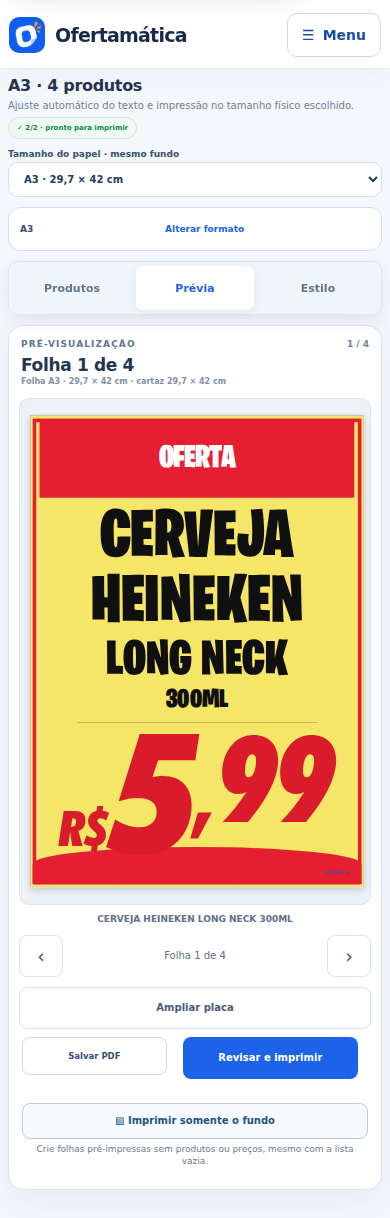 Ofertamática
☰ Menu
A3 · 4 produtos
Ajuste automático do texto e impressão no tamanho físico escolhido.
✓ 2/2 · pronto para imprimir
Tamanho do papel · mesmo fundo
A3 · 29,7 × 42 cm
A3 Alterar formato
Produtos Prévia Estilo
PRÉ-VISUALIZAÇÃO 1 / 4
Folha 1 de 4
Folha A3 · 29,7 × 42 cm · cartaz 29,7 × 42 cm
OFERTA
CERVEJA
HEINEKEN
LONG NECK
300ML
R$5,99
CERVEJA HEINEKEN LONG NECK 300ML
‹ Folha 1 de 4 ›
Ampliar placa
Salvar PDF Revisar e imprimir
▧ Imprimir somente o fundo
Crie folhas pré-impressas sem produtos ou preços, mesmo com a lista
vazia.